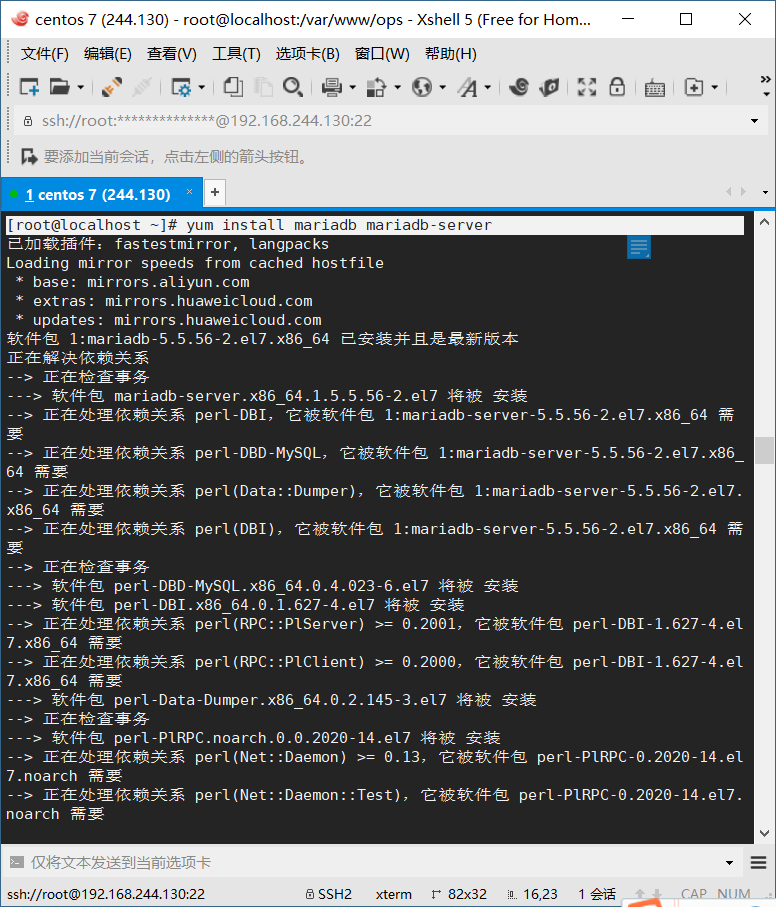 centos 7 (244.130) - root@localhost:/var/www/ops - Xshell 5 (Free for Hom...
文件(F) 编辑(E) 查看(V) 工具(T) 选项卡(B) 窗口(W) 帮助(H)
ssh://root:**************@192.168.244.130:22
要添加当前会话，点击左侧的箭头按钮。
1 centos 7 (244.130)
[root@localhost ~]# yum install mariadb mariadb-server
已加载插件：fastestmirror, langpacks
Loading mirror speeds from cached hostfile
 * base: mirrors.aliyun.com
 * extras: mirrors.huaweicloud.com
 * updates: mirrors.huaweicloud.com
软件包 1:mariadb-5.5.56-2.el7.x86_64 已安装并且是最新版本
正在解决依赖关系
--> 正在检查事务
---> 软件包 mariadb-server.x86_64.1.5.5.56-2.el7 将被 安装
--> 正在处理依赖关系 perl-DBI，它被软件包 1:mariadb-server-5.5.56-2.el7.x86_64 需
要
--> 正在处理依赖关系 perl-DBD-MySQL，它被软件包 1:mariadb-server-5.5.56-2.el7.x86_
64 需要
--> 正在处理依赖关系 perl(Data::Dumper)，它被软件包 1:mariadb-server-5.5.56-2.el7.
x86_64 需要
--> 正在处理依赖关系 perl(DBI)，它被软件包 1:mariadb-server-5.5.56-2.el7.x86_64 需
要
--> 正在检查事务
---> 软件包 perl-DBD-MySQL.x86_64.0.4.023-6.el7 将被 安装
---> 软件包 perl-DBI.x86_64.0.1.627-4.el7 将被 安装
--> 正在处理依赖关系 perl(RPC::PlServer) >= 0.2001，它被软件包 perl-DBI-1.627-4.el
7.x86_64 需要
--> 正在处理依赖关系 perl(RPC::PlClient) >= 0.2000，它被软件包 perl-DBI-1.627-4.el
7.x86_64 需要
---> 软件包 perl-Data-Dumper.x86_64.0.2.145-3.el7 将被 安装
--> 正在检查事务
---> 软件包 perl-PlRPC.noarch.0.0.2020-14.el7 将被 安装
--> 正在处理依赖关系 perl(Net::Daemon) >= 0.13，它被软件包 perl-PlRPC-0.2020-14.el
7.noarch 需要
--> 正在处理依赖关系 perl(Net::Daemon::Test)，它被软件包 perl-PlRPC-0.2020-14.el7.
noarch 需要
仅将文本发送到当前选项卡
ssh://root@192.168.244.130:22 SSH2 xterm 82x32 16,23 1 会话 CAP NUM